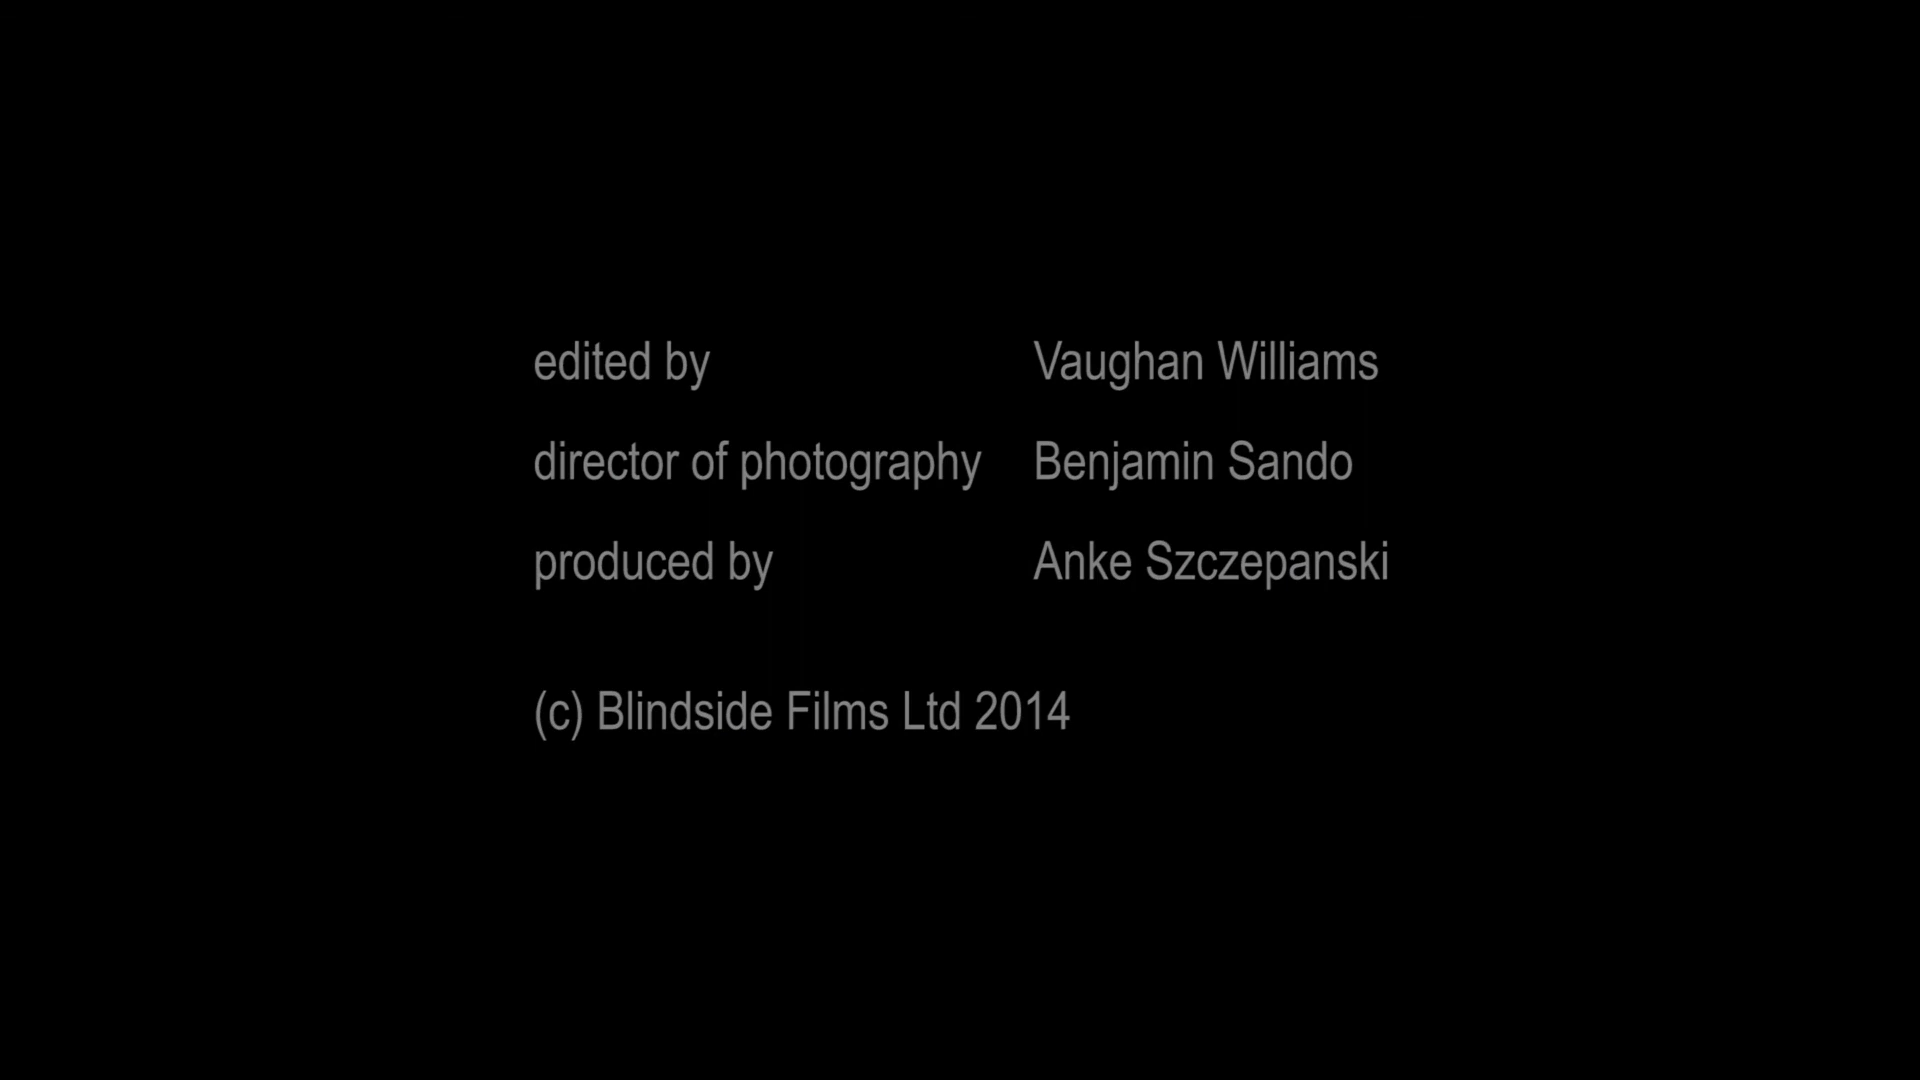 edited by Vaughan Williams
director of photography Benjamin Sando
produced by Anke Szczepanski
(c) Blindside Films Ltd 2014